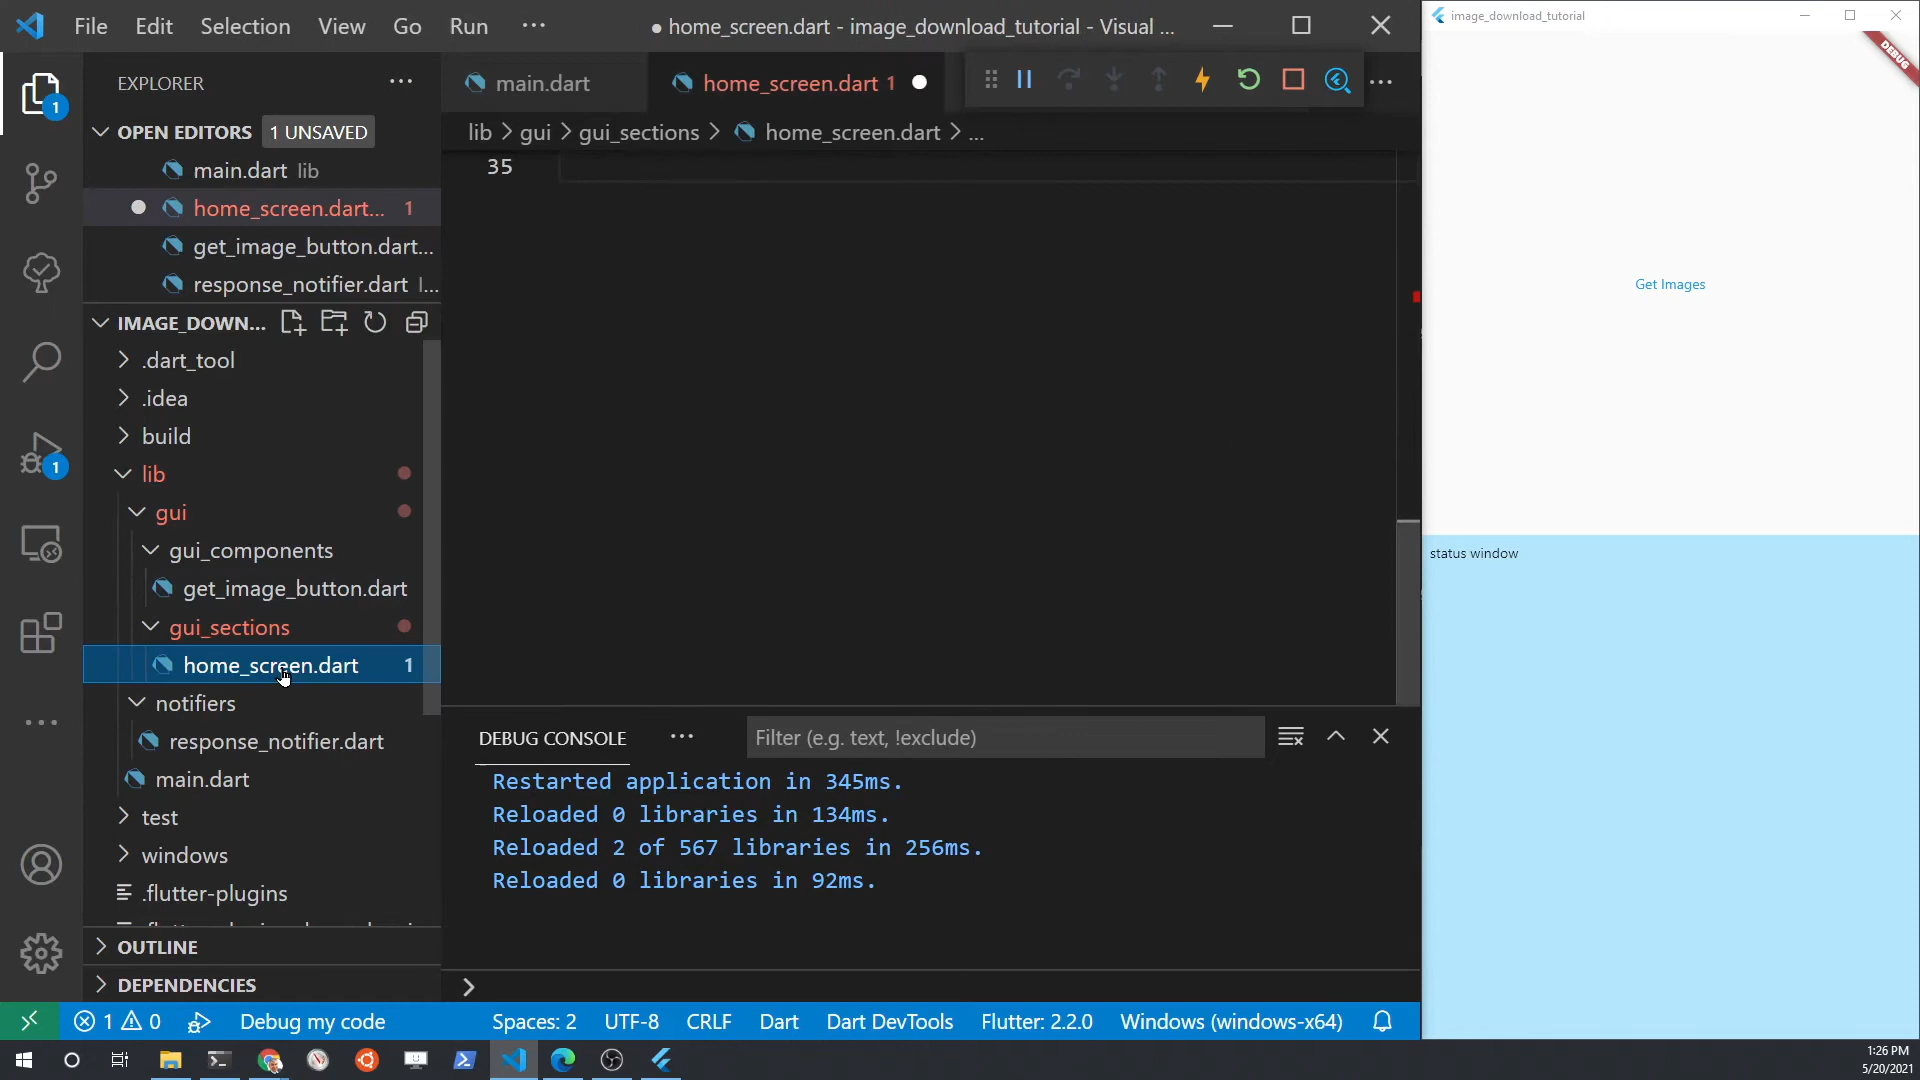 File Edit Selection View Go Run ··· ● home_screen.dart - image_download_tutorial - Visual ...
image_download_tutorial
DEBUG
EXPLORER ···
main.dart
home_screen.dart 1
OPEN EDITORS 1 UNSAVED
lib > gui > gui_sections > home_screen.dart > ...
main.dart lib
home_screen.dart... 1
get_image_button.dart...
response_notifier.dart l...
35
IMAGE_DOWN...
.dart_tool
.idea
build
lib
gui
gui_components
get_image_button.dart
gui_sections
home_screen.dart 1
notifiers
response_notifier.dart
main.dart
test
windows
.flutter-plugins
OUTLINE
DEPENDENCIES
1
1
Get Images
status window
DEBUG CONSOLE ··· Filter (e.g. text, !exclude)
Restarted application in 345ms.
Reloaded 0 libraries in 134ms.
Reloaded 2 of 567 libraries in 256ms.
Reloaded 0 libraries in 92ms.
>
1 0 Debug my code Spaces: 2 UTF-8 CRLF Dart Dart DevTools Flutter: 2.2.0 Windows (windows-x64)
1:26 PM
5/20/2021